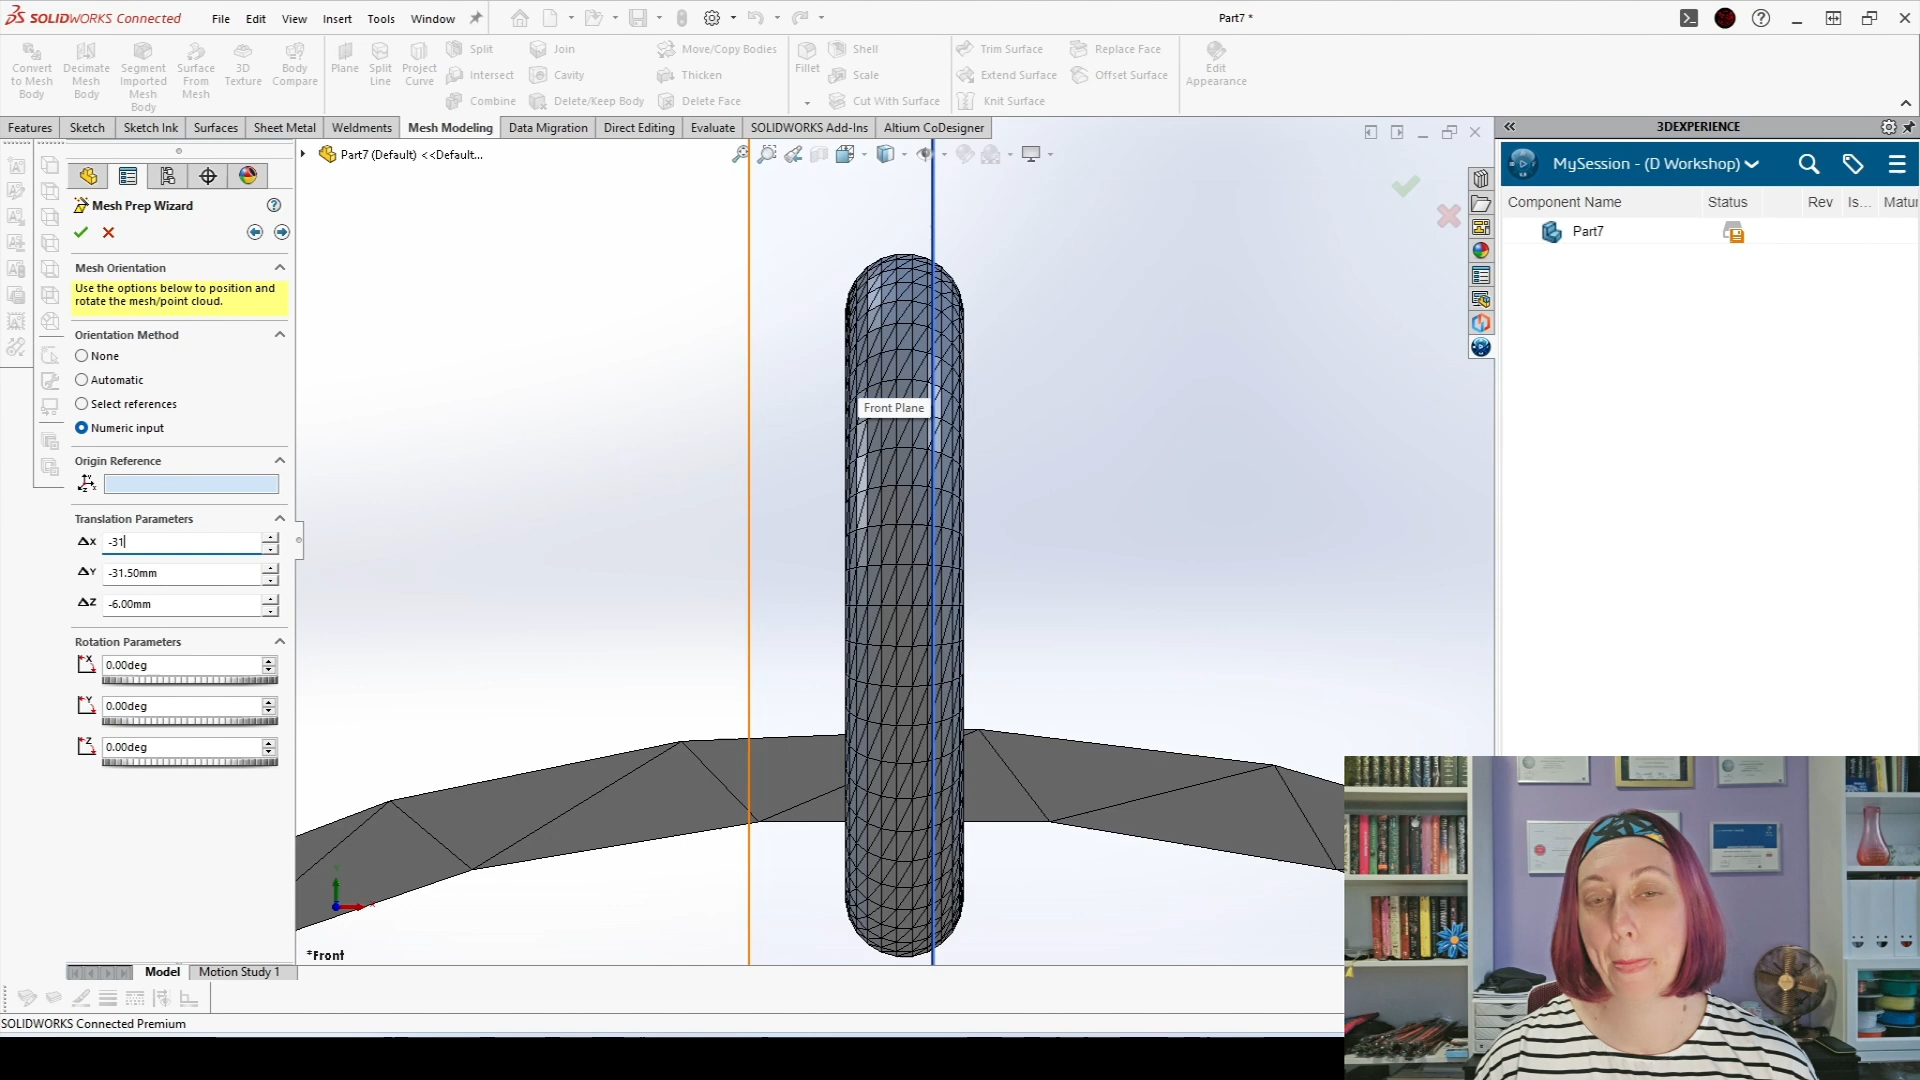 SOLIDWORKS Connected
File Edit View Insert Tools Window
Part7 *
Convert to Mesh Body
Decimate Mesh Body
Segment Imported Mesh Body
Surface From Mesh
3D Texture
Body Compare
Plane
Split Line
Project Curve
Split
Intersect
Combine
Join
Cavity
Delete/Keep Body
Move/Copy Bodies
Thicken
Delete Face
Fillet
Shell
Scale
Cut With Surface
Trim Surface
Extend Surface
Knit Surface
Replace Face
Offset Surface
Edit Appearance
Features Sketch Sketch Ink Surfaces Sheet Metal Weldments Mesh Modeling Data Migration Direct Editing Evaluate SOLIDWORKS Add-Ins Altium CoDesigner
3DEXPERIENCE
Part7 (Default) <<Default...
MySession - (D Workshop)
Component Name Status Rev Is... Matur
Part7
Mesh Prep Wizard
Mesh Orientation
Use the options below to position and
rotate the mesh/point cloud.
Orientation Method
None
Automatic
Select references
Numeric input
Origin Reference
Translation Parameters
ΔX -31
ΔY -31.50mm
ΔZ -6.00mm
Rotation Parameters
X 0.00deg
Y 0.00deg
Z 0.00deg
Front Plane
*Front
Model Motion Study 1
SOLIDWORKS Connected Premium